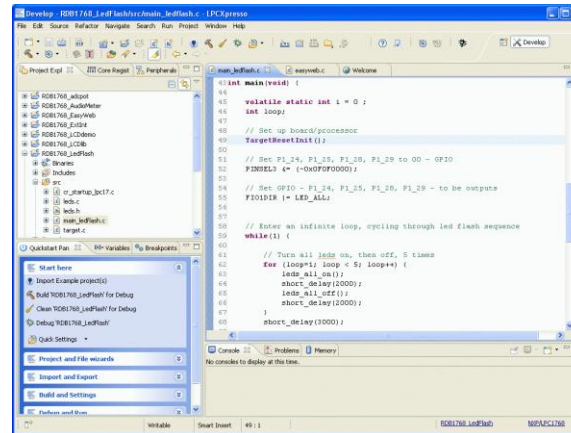 Develop - RDB1768_LedFlash/src/main_ledflash.c - LPCXpresso
File Edit Source Refactor Navigate Search Run Project Window Help
Develop
Project Expl Core Regist Peripherals
RDB1768_adcpot
RDB1768_AudioMeter
RDB1768_EasyWeb
RDB1768_ExtInt
RDB1768_LCDdemo
RDB1768_LCDlib
RDB1768_LedFlash
Binaries
Includes
src
cr_startup_lpc17.c
leds.c
leds.h
main_ledflash.c
target.c
Quickstart Pan Variables Breakpoints
Start here
Import Example project(s)
Build 'RDB1768_LedFlash' for Debug
Clean 'RDB1768_LedFlash' for Debug
Debug 'RDB1768_LedFlash'
Quick Settings
Project and File wizards
Import and Export
Build and Settings
Debug and Run
main_ledflash.c easyweb.c Welcome
43 int main(void) {
44
45 volatile static int i = 0 ;
46 int loop;
47
48 // Set up board/processor
49 TargetResetInit();
50
51 // Set P1_24, P1_25, P1_28, P1_29 to 00 - GPIO
52 PINSEL3 &= (~0x0F0F0000);
53
54 // Set GPIO - P1_24, P1_25, P1_28, P1_29 - to be outputs
55 FIO1DIR |= LED_ALL;
56
57
58 // Enter an infinite loop, cycling through led flash sequence
59 while(1) {
60
61 // Turn all leds on, then off, 5 times
62 for (loop=1; loop < 5; loop++) {
63 leds_all_on();
64 short_delay(2000);
65 leds_all_off();
66 short_delay(2000);
67 }
68 short_delay(3000);
Console Problems Memory
No consoles to display at this time.
Writable Smart Insert 49 : 1 RDB1768_LedFlash NXP/LPC1768